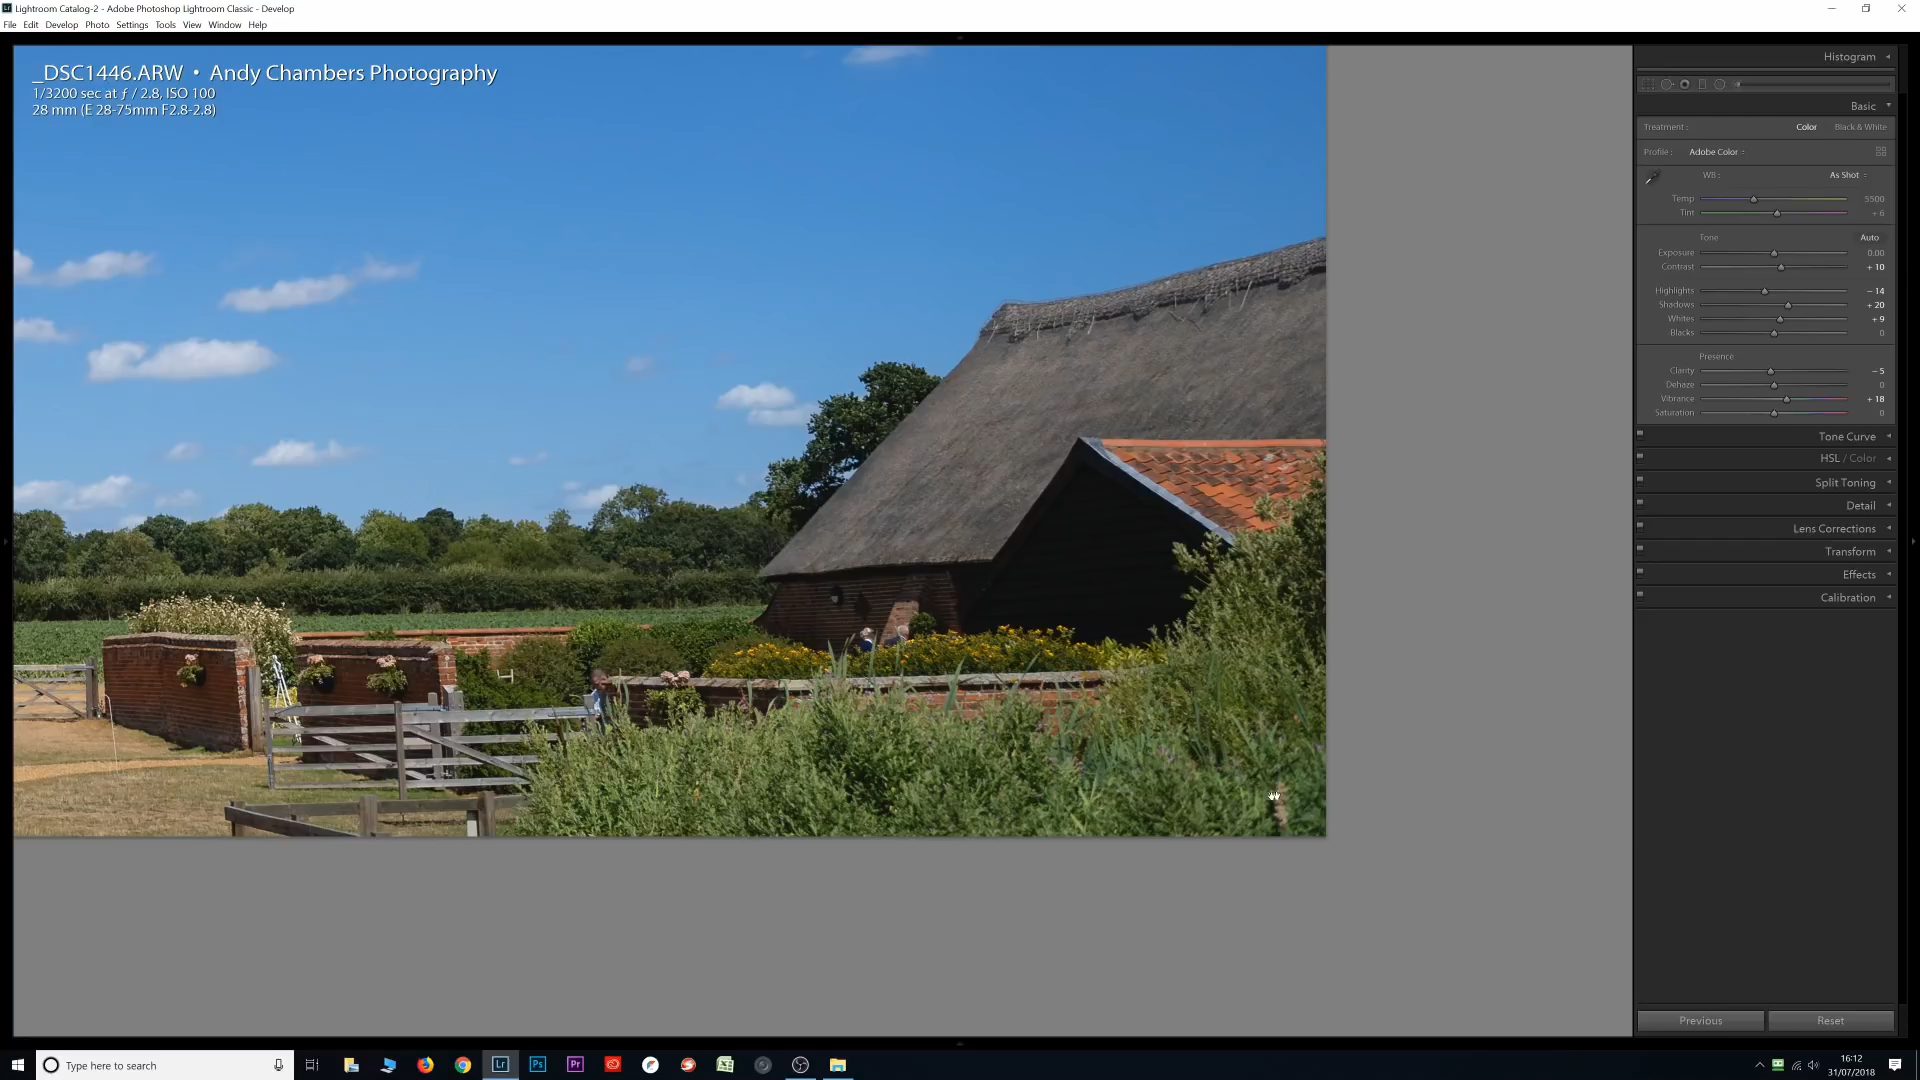 Lightroom Catalog-2 - Adobe Photoshop Lightroom Classic - Develop
File Edit Develop Photo Settings Tools View Window Help
_DSC1446.ARW • Andy Chambers Photography
1/3200 sec at ƒ / 2.8, ISO 100
28 mm (E 28-75mm F2.8-2.8)
Histogram
Basic
Treatment : Color Black & White
Profile : Adobe Color
WB : As Shot
Temp 5500
Tint + 6
Tone Auto
Exposure 0.00
Contrast + 10
Highlights − 14
Shadows + 20
Whites + 9
Blacks 0
Presence
Clarity − 5
Dehaze 0
Vibrance + 18
Saturation 0
Tone Curve
HSL / Color
Split Toning
Detail
Lens Corrections
Transform
Effects
Calibration
Previous Reset
Type here to search
Lr Ps Pr
16:12
31/07/2018